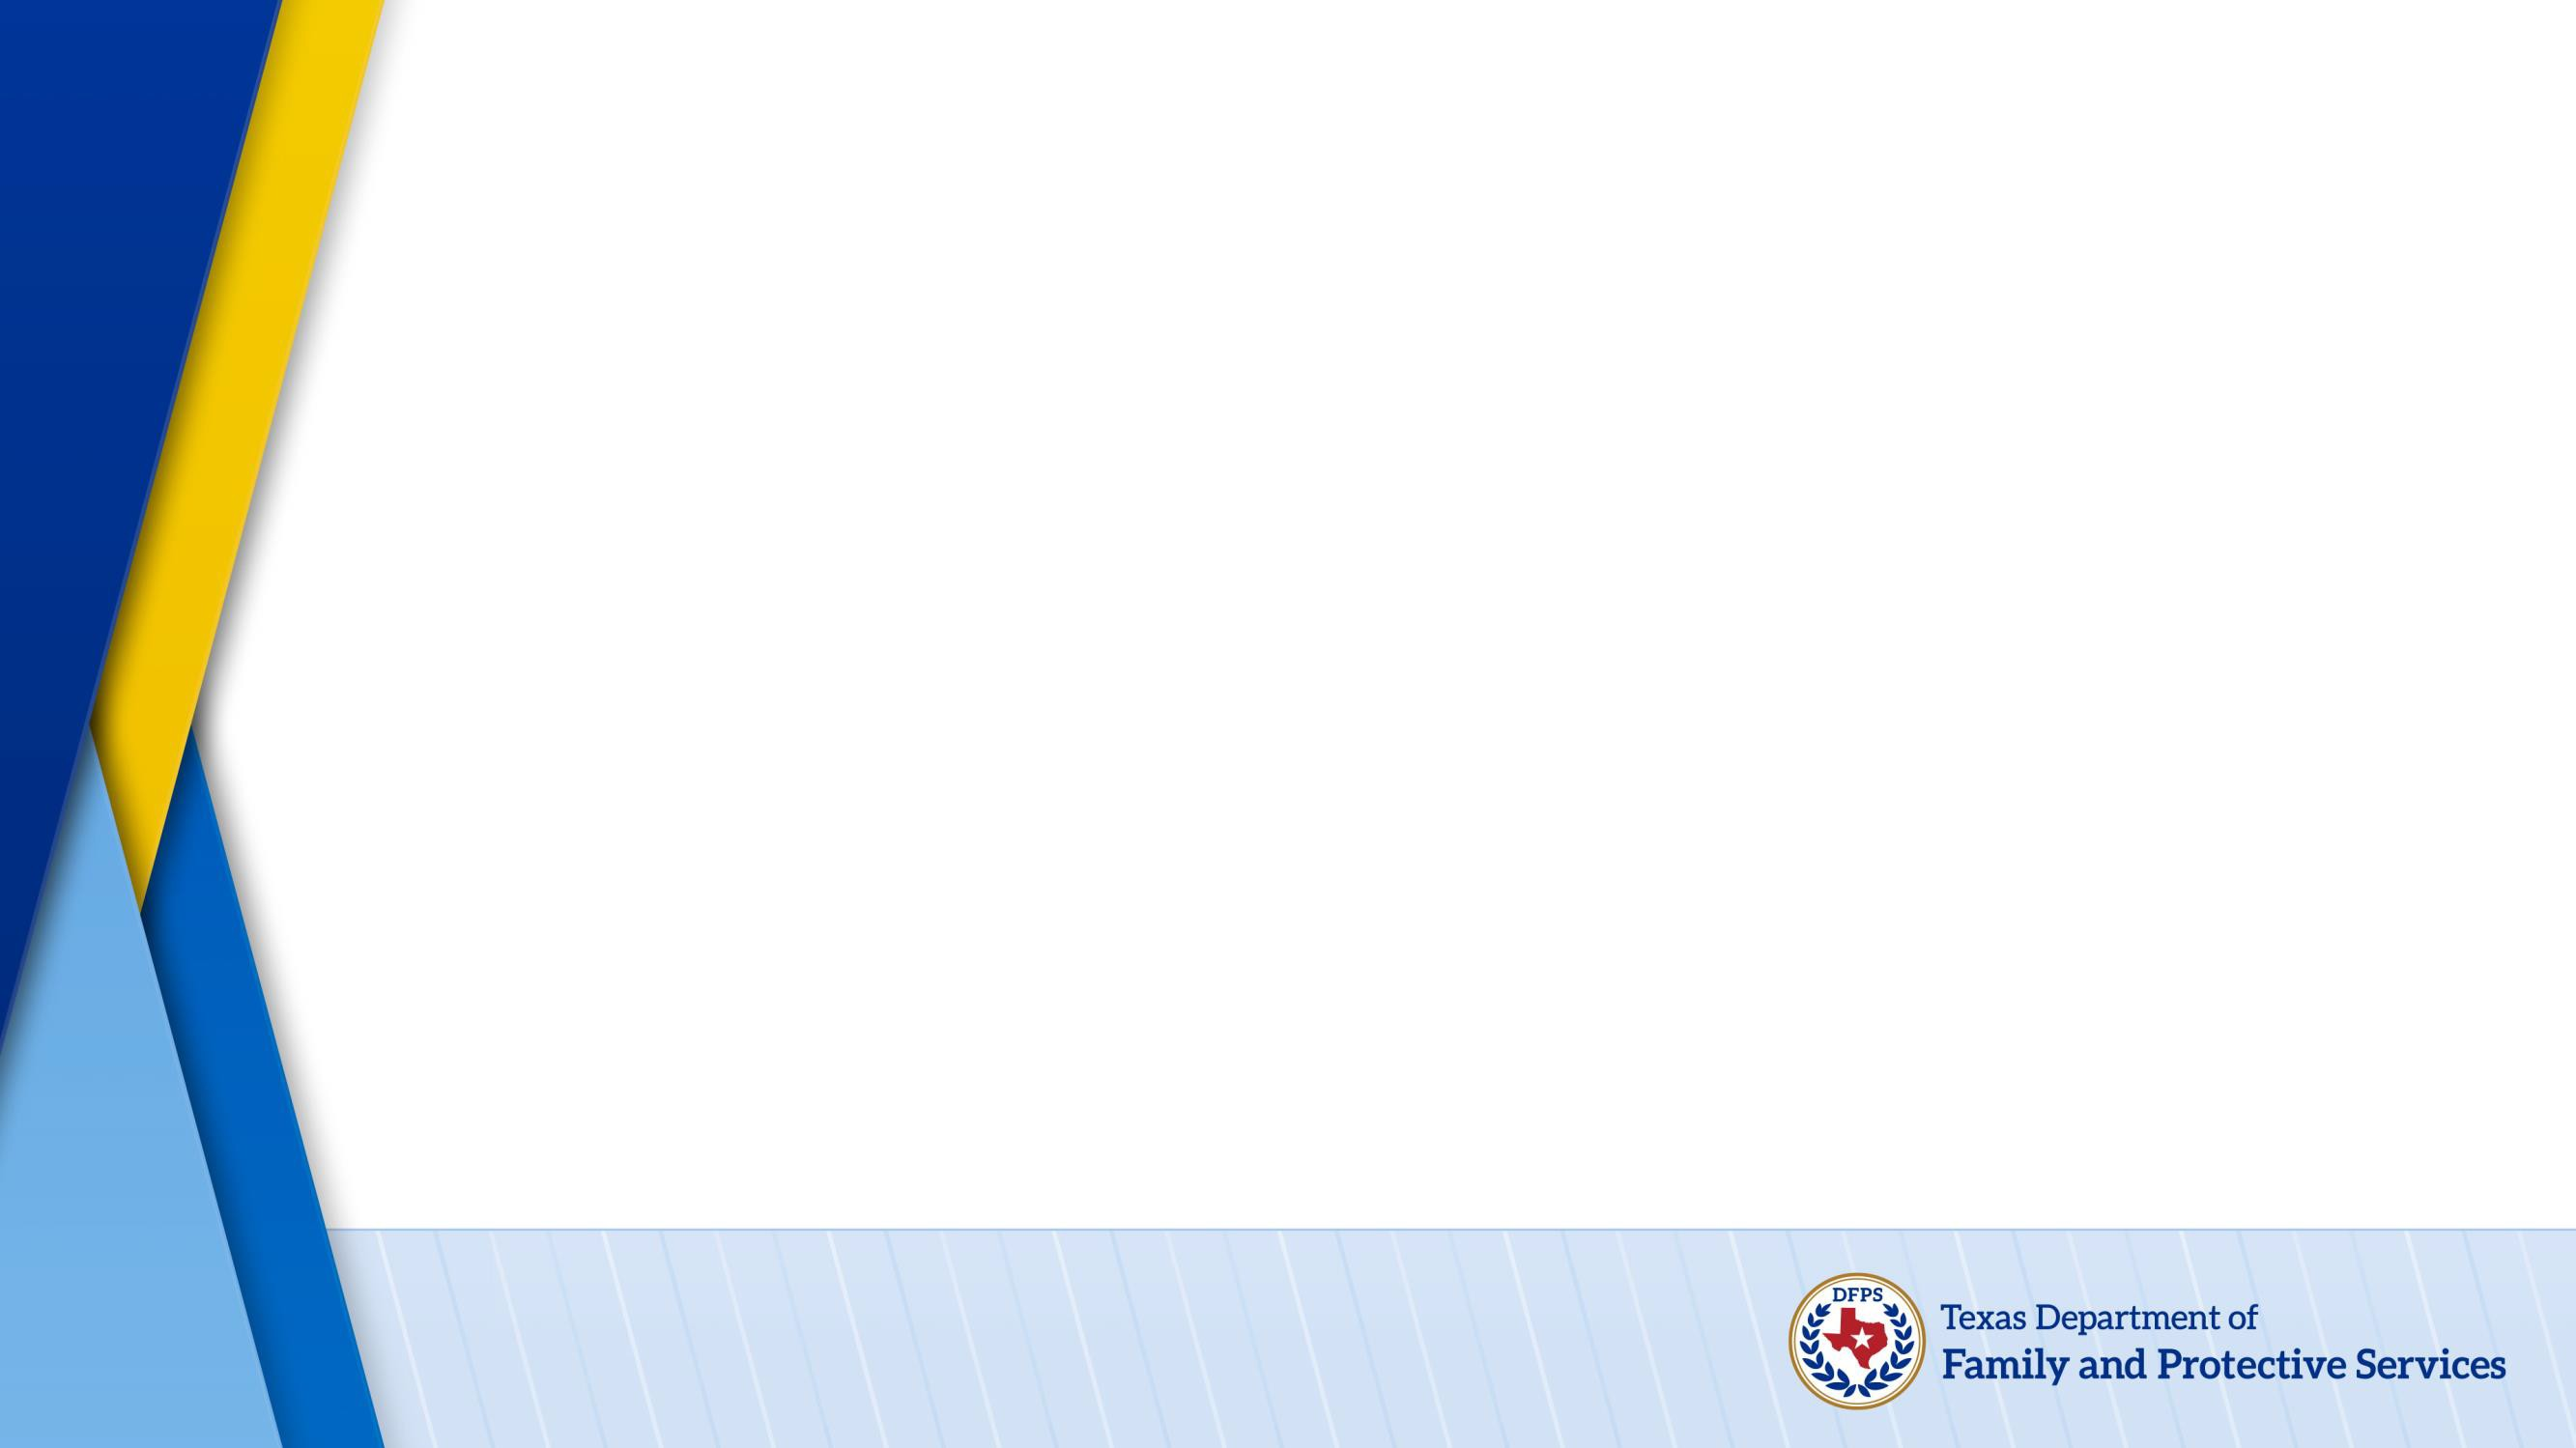 DFPS
Texas Department of
Family and Protective Services